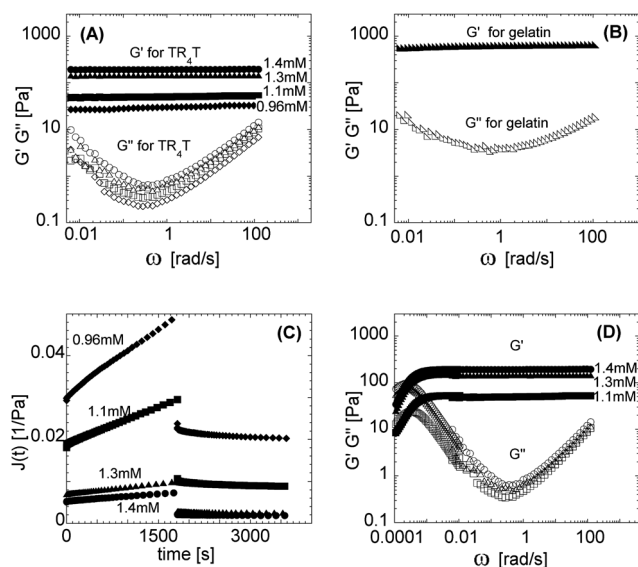 (A)
G' for TR4T
1.4mM
1.3mM
1.1mM
0.96mM
G'' for TR4T
G' G'' [Pa]
1000
100
10
1
0.1
0.01 1 100
ω [rad/s]
(B)
G' for gelatin
G'' for gelatin
G' G'' [Pa]
1000
10
0.1
0.01 1 100
ω [rad/s]
(C)
0.96mM
1.1mM
1.3mM
1.4mM
J(t) [1/Pa]
0.04
0.02
0
0 1500 3000
time [s]
(D)
G'
1.4mM
1.3mM
1.1mM
G''
G' G'' [Pa]
1000
100
10
1
0.1
0.0001 0.01 1 100
ω [rad/s]